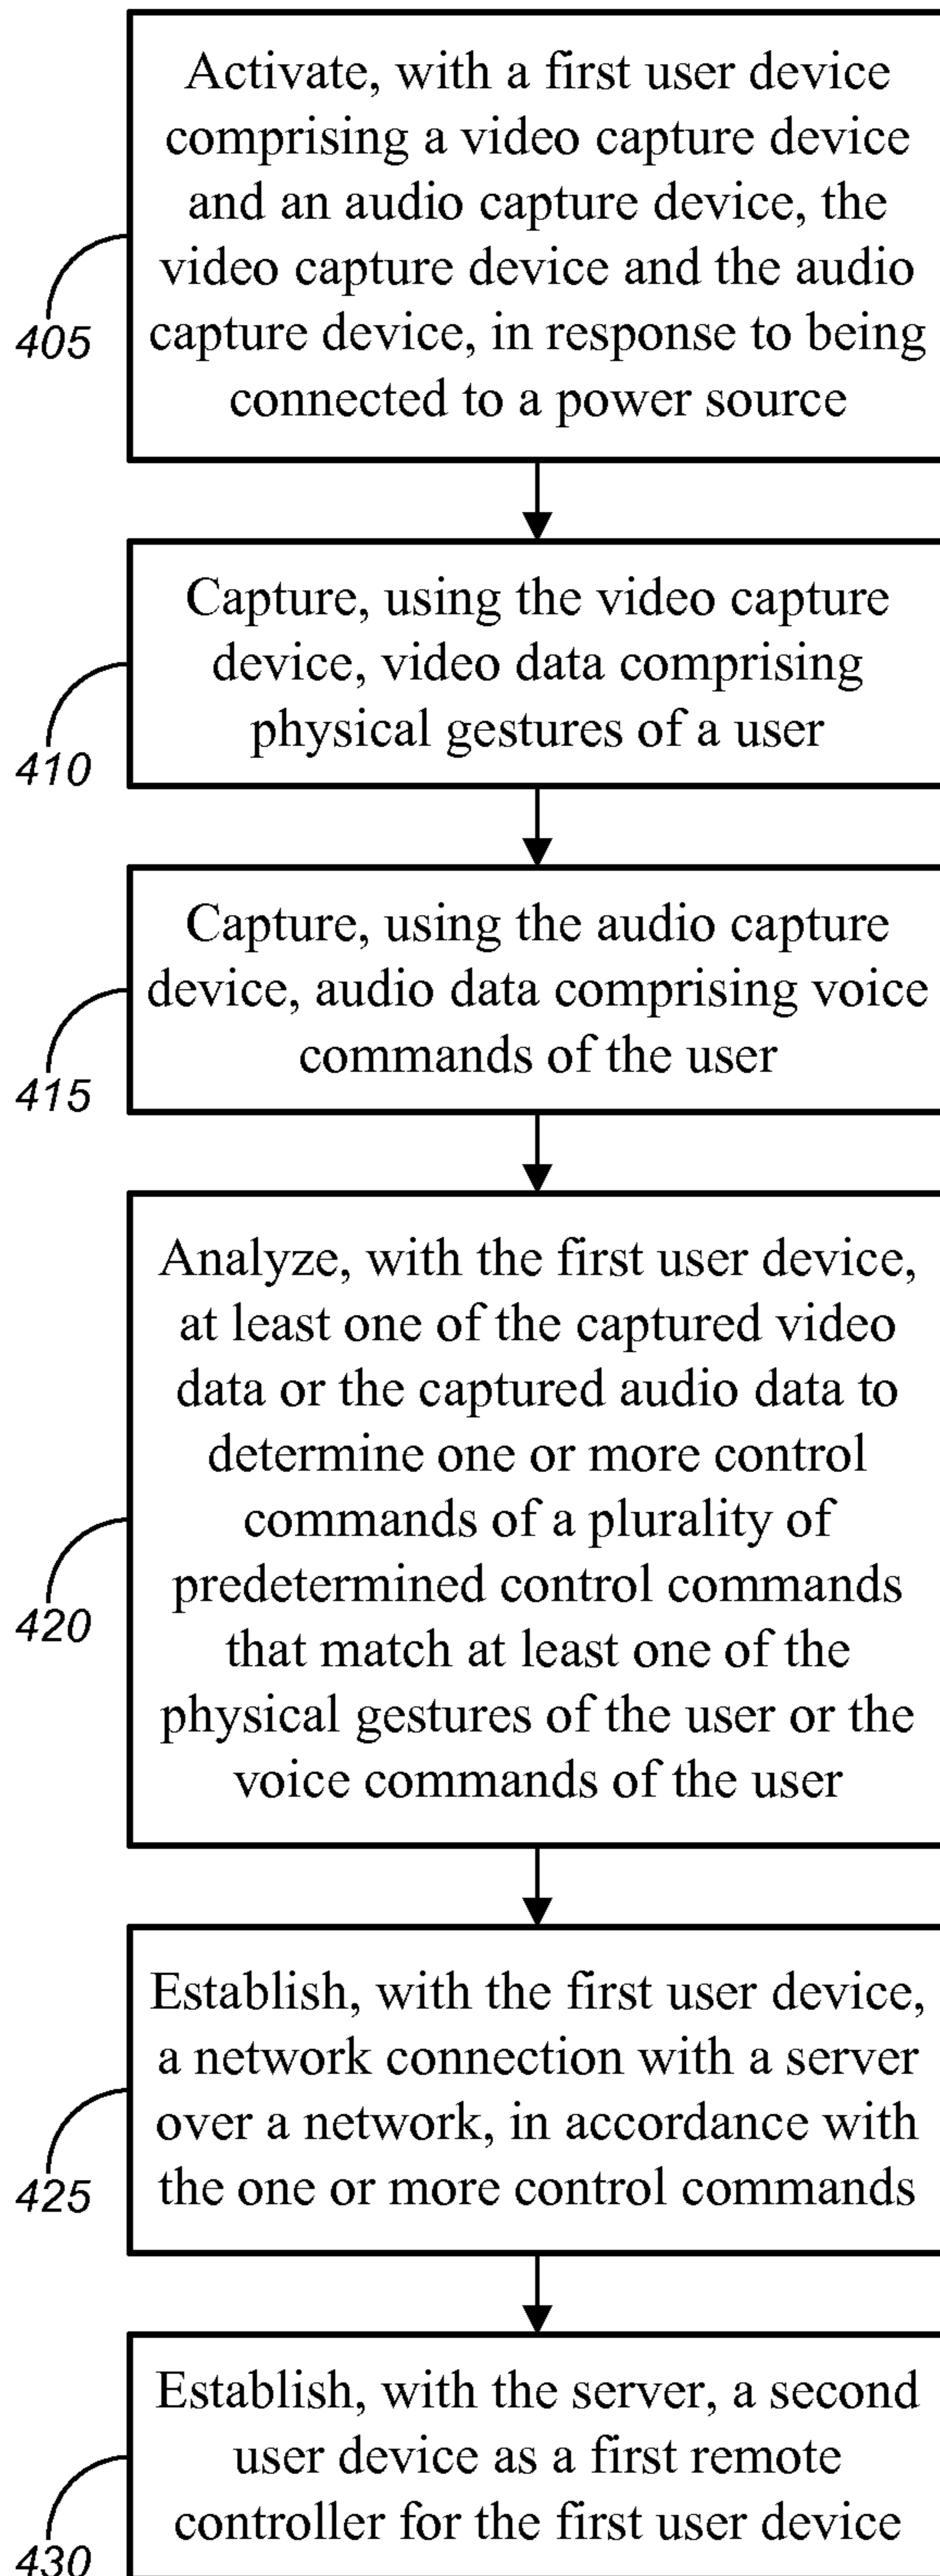 Activate, with a first user device
comprising a video capture device
and an audio capture device, the
video capture device and the audio
capture device, in response to being
connected to a power source
405
Capture, using the video capture
device, video data comprising
physical gestures of a user
410
Capture, using the audio capture
device, audio data comprising voice
commands of the user
415
Analyze, with the first user device,
at least one of the captured video
data or the captured audio data to
determine one or more control
commands of a plurality of
predetermined control commands
that match at least one of the
physical gestures of the user or the
voice commands of the user
420
Establish, with the first user device,
a network connection with a server
over a network, in accordance with
the one or more control commands
425
Establish, with the server, a second
user device as a first remote
controller for the first user device
430